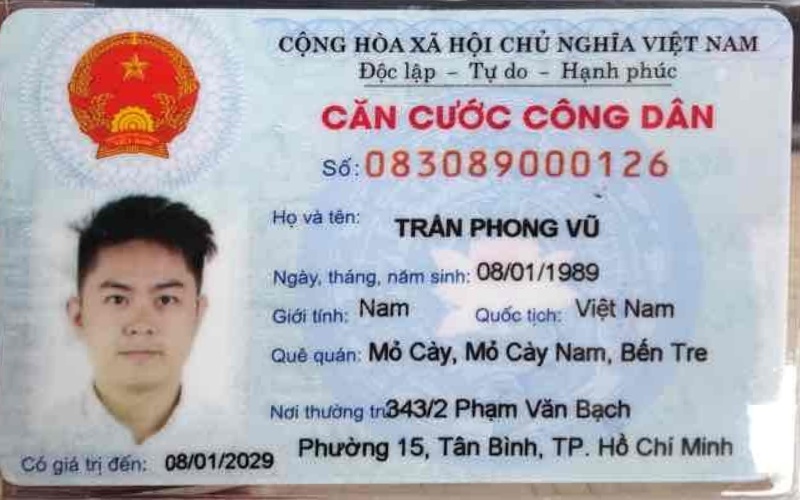 CỘNG HÒA XÃ HỘI CHỦ NGHĨA VIỆT NAM
Độc lập - Tự do - Hạnh phúc
CĂN CƯỚC CÔNG DÂN
Số: 083089000126
Họ và tên: TRẦN PHONG VŨ
Ngày, tháng, năm sinh: 08/01/1989
Giới tính: Nam Quốc tịch: Việt Nam
Quê quán: Mỏ Cày, Mỏ Cày Nam, Bến Tre
Nơi thường trú 343/2 Phạm Văn Bạch
Phường 15, Tân Bình, TP. Hồ Chí Minh
Có giá trị đến: 08/01/2029